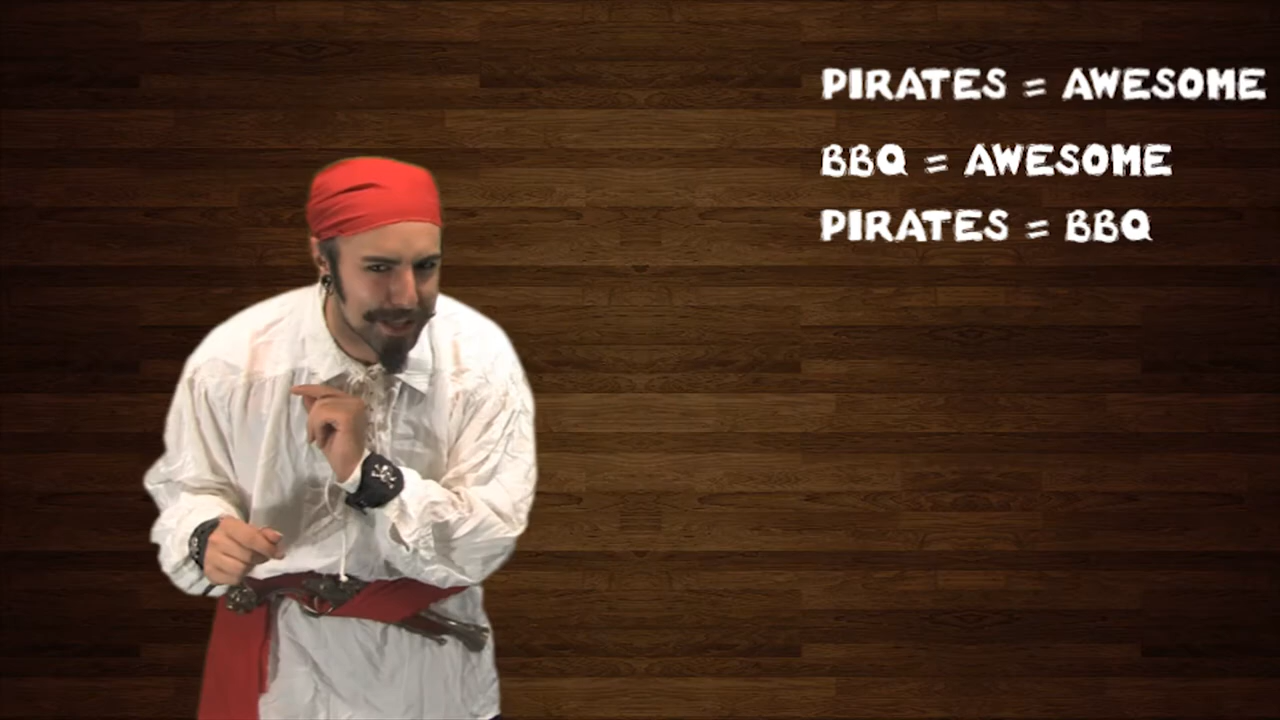 PIRATES = AWESOME
BBQ = AWESOME
PIRATES = BBQ